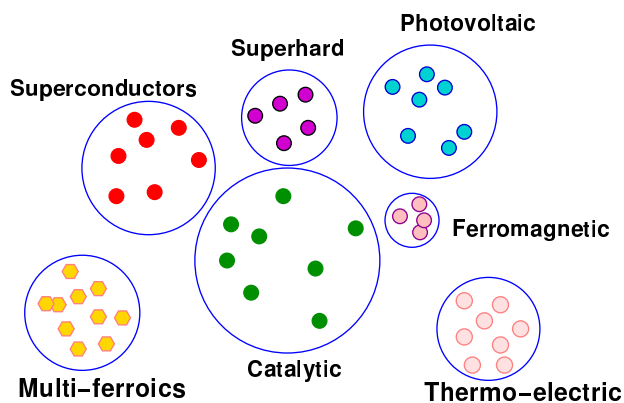 Photovoltaic
Superhard
Superconductors
Ferromagnetic
Catalytic
Multi−ferroics
Thermo−electric